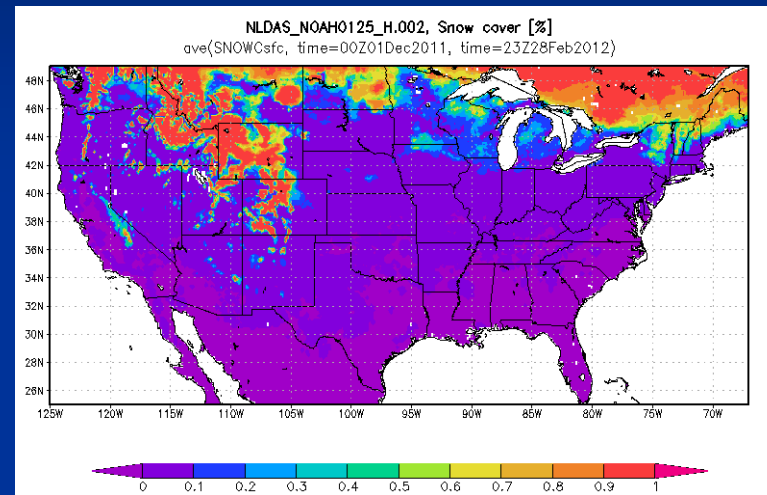 NLDAS_NOAH0125_H.002, Snow cover [%]
ave(SNOWCsfc, time=00Z01Dec2011, time=23Z28Feb2012)
48N
46N
44N
42N
40N
38N
36N
34N
32N
30N
28N
26N
125W 120W 115W 110W 105W 100W 95W 90W 85W 80W 75W 70W
0 0.1 0.2 0.3 0.4 0.5 0.6 0.7 0.8 0.9 1